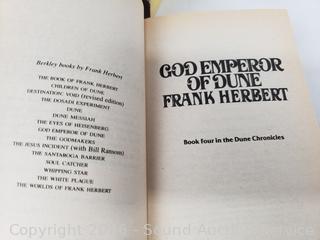 Berkley books by Frank Herbert
THE BOOK OF FRANK HERBERT
CHILDREN OF DUNE
DESTINATION: VOID (revised edition)
THE DOSADI EXPERIMENT
DUNE
DUNE MESSIAH
THE EYES OF HEISENBERG
GOD EMPEROR OF DUNE
THE GODMAKERS
THE JESUS INCIDENT (with Bill Ransom)
THE SANTAROGA BARRIER
SOUL CATCHER
WHIPPING STAR
THE WHITE PLAGUE
THE WORLDS OF FRANK HERBERT
GOD EMPEROR
OF DUNE
FRANK HERBERT
Book Four in the Dune Chronicles